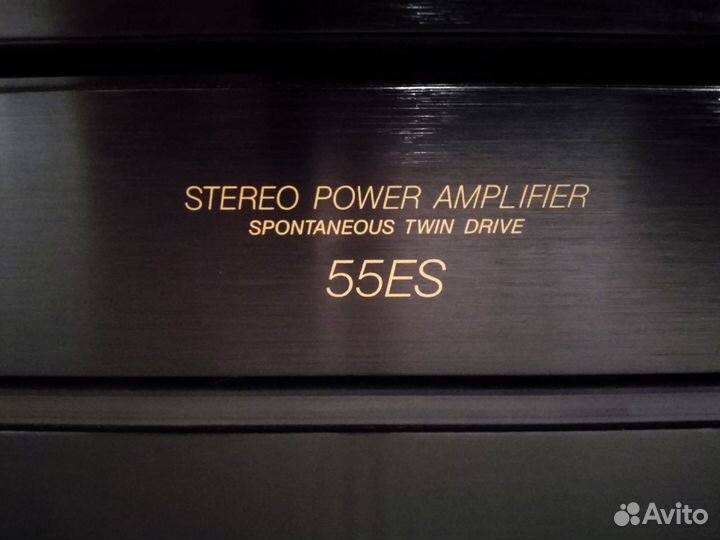 STEREO POWER AMPLIFIER
SPONTANEOUS TWIN DRIVE
55ES
Avito